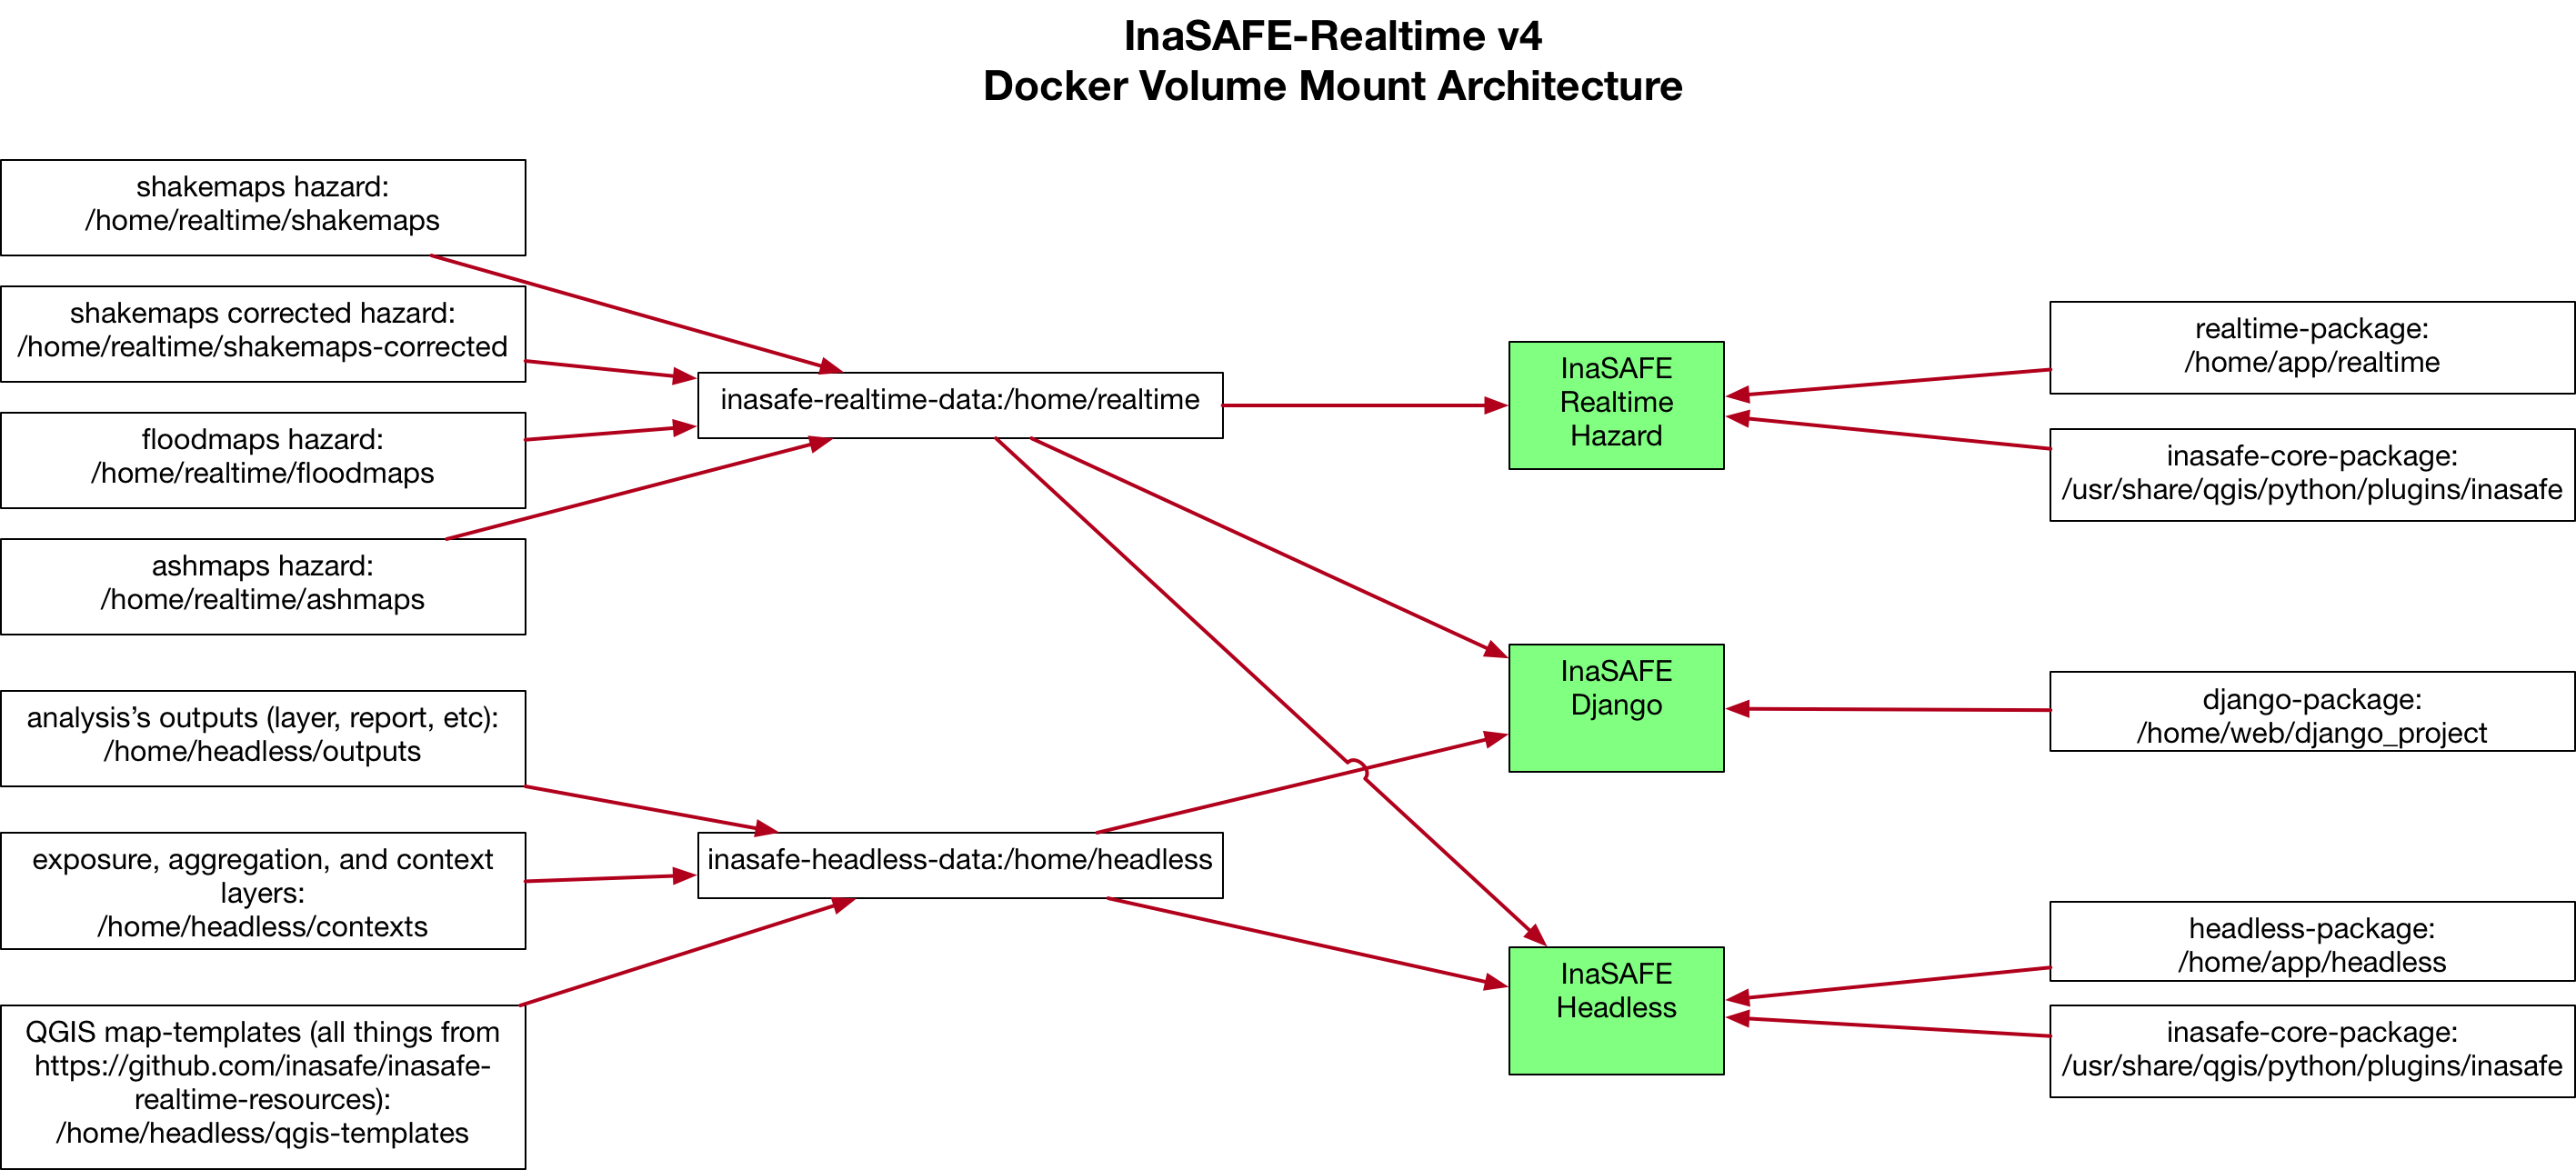 InaSAFE-Realtime v4
Docker Volume Mount Architecture
shakemaps hazard:
/home/realtime/shakemaps
shakemaps corrected hazard:
/home/realtime/shakemaps-corrected
floodmaps hazard:
/home/realtime/floodmaps
ashmaps hazard:
/home/realtime/ashmaps
analysis’s outputs (layer, report, etc):
/home/headless/outputs
exposure, aggregation, and context
layers:
/home/headless/contexts
QGIS map-templates (all things from
https://github.com/inasafe/inasafe-
realtime-resources):
/home/headless/qgis-templates
inasafe-realtime-data:/home/realtime
inasafe-headless-data:/home/headless
InaSAFE
Realtime
Hazard
InaSAFE
Django
InaSAFE
Headless
realtime-package:
/home/app/realtime
inasafe-core-package:
/usr/share/qgis/python/plugins/inasafe
django-package:
/home/web/django_project
headless-package:
/home/app/headless
inasafe-core-package:
/usr/share/qgis/python/plugins/inasafe